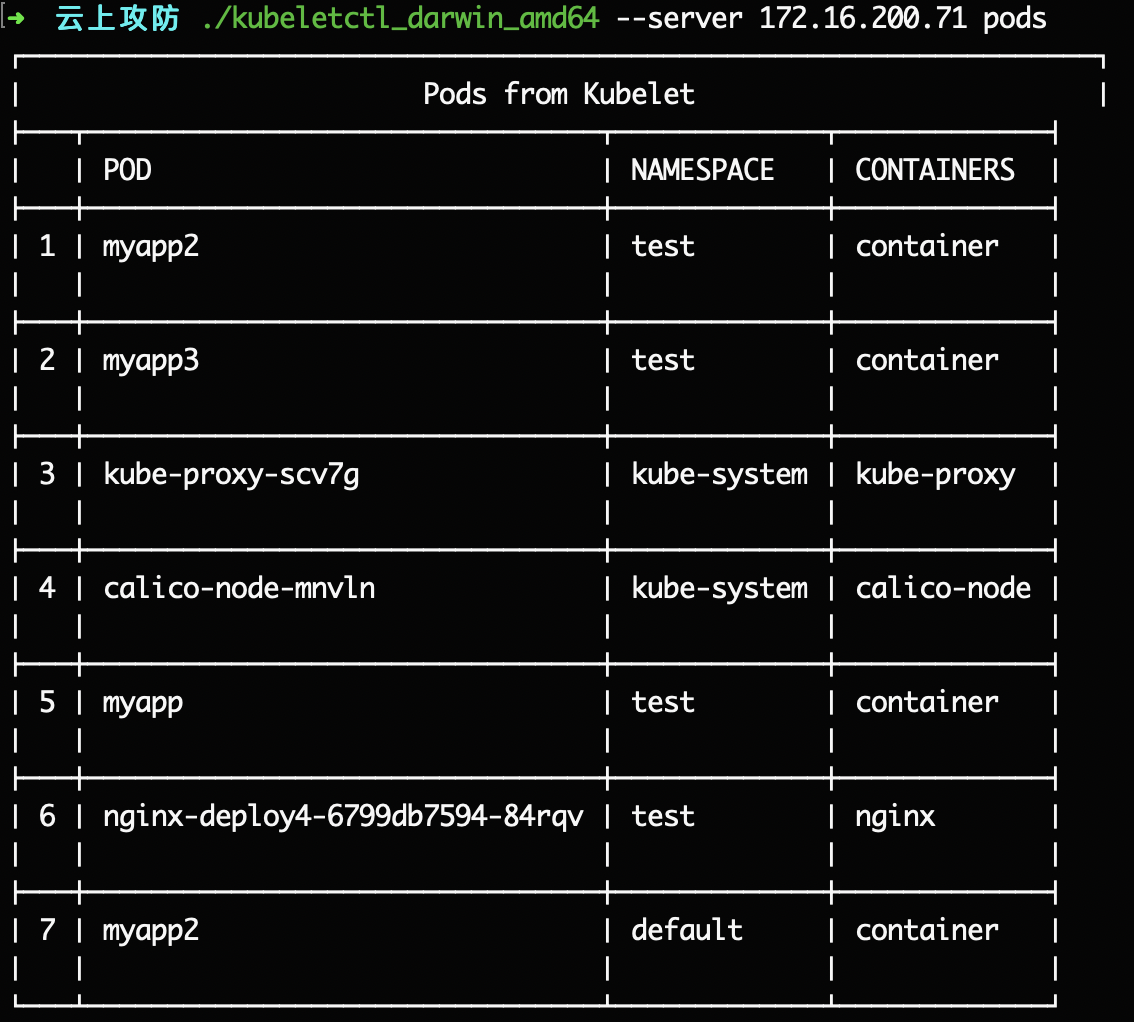 ➜ 云上攻防 ./kubeletctl_darwin_amd64 --server 172.16.200.71 pods
Pods from Kubelet
POD NAMESPACE CONTAINERS
1 myapp2 test container
2 myapp3 test container
3 kube-proxy-scv7g kube-system kube-proxy
4 calico-node-mnvln kube-system calico-node
5 myapp test container
6 nginx-deploy4-6799db7594-84rqv test nginx
7 myapp2 default container